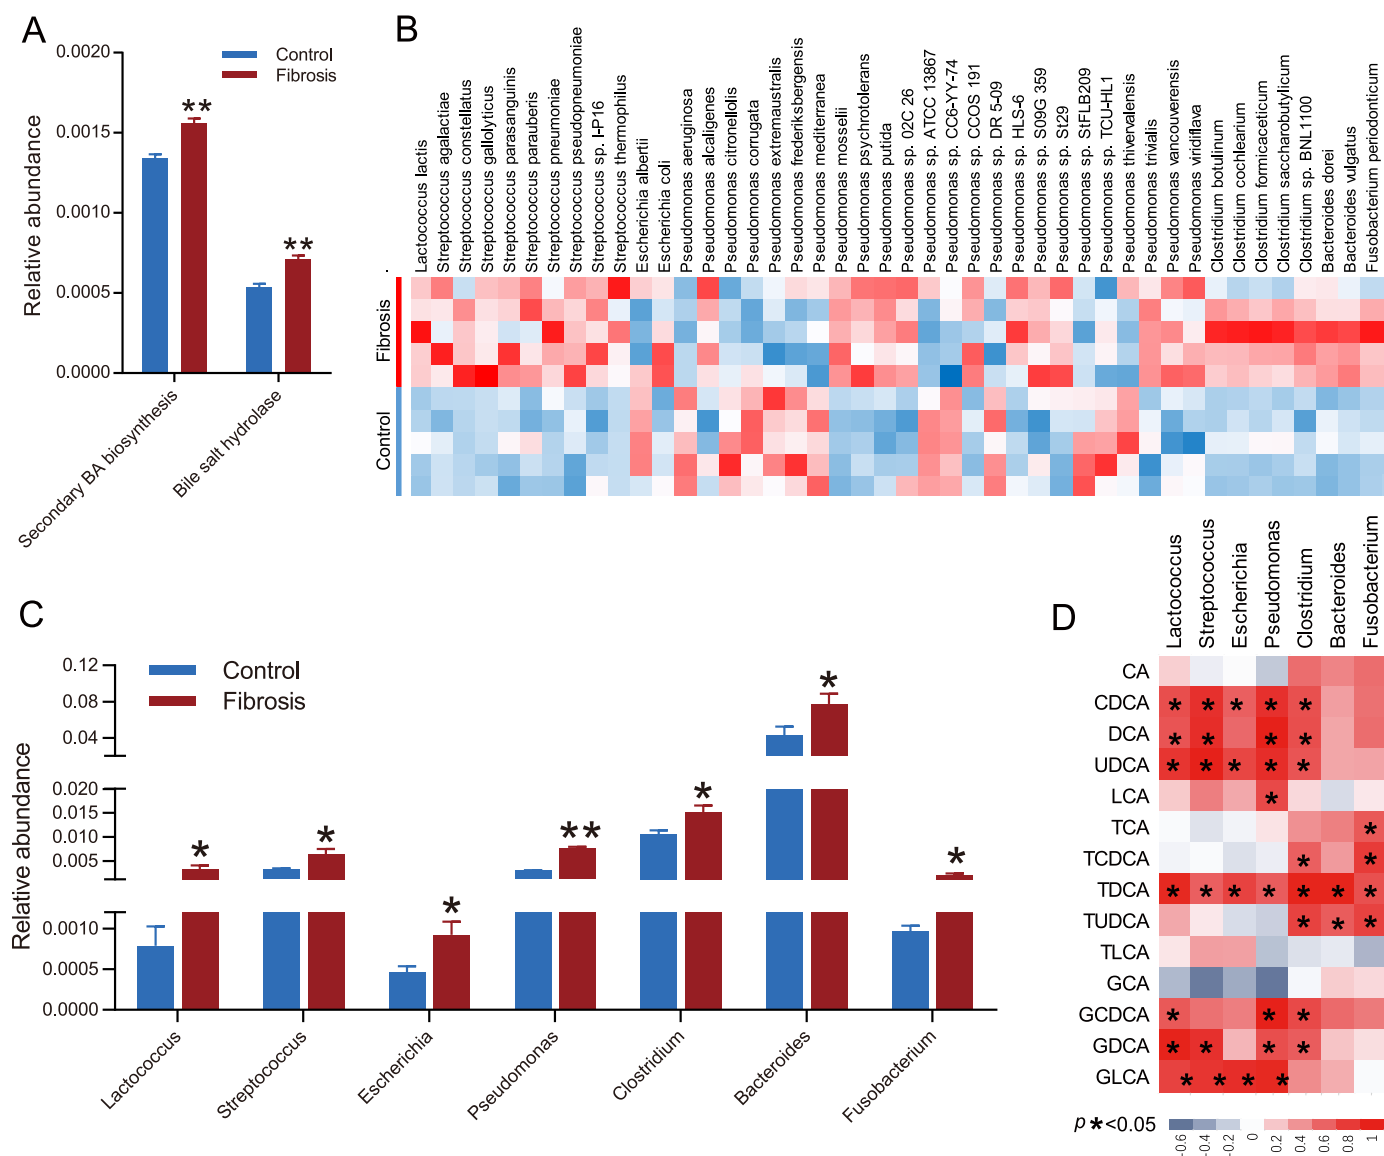 A
0.0020
0.0015
0.0010
0.0005
0.0000
Relative abundance
Control
Fibrosis
**
**
Secondary BA biosynthesis
Bile salt hydrolase
B
Lactococcus lactis
Streptococcus agalactiae
Streptococcus constellatus
Streptococcus gallolyticus
Streptococcus parasanguinis
Streptococcus parauberis
Streptococcus pneumoniae
Streptococcus pseudopneumoniae
Streptococcus sp. I-P16
Streptococcus thermophilus
Escherichia albertii
Escherichia coli
Pseudomonas aeruginosa
Pseudomonas alcaligenes
Pseudomonas citronellolis
Pseudomonas corrugata
Pseudomonas extremaustralis
Pseudomonas frederiksbergensis
Pseudomonas mediterranea
Pseudomonas mosselii
Pseudomonas psychrotolerans
Pseudomonas putida
Pseudomonas sp. 02C 26
Pseudomonas sp. ATCC 13867
Pseudomonas sp. CC6-YY-74
Pseudomonas sp. CCOS 191
Pseudomonas sp. DR 5-09
Pseudomonas sp. HLS-6
Pseudomonas sp. S09G 359
Pseudomonas sp. St29
Pseudomonas sp. StFLB209
Pseudomonas sp. TCU-HL1
Pseudomonas thivervalensis
Pseudomonas trivialis
Pseudomonas vancouverensis
Pseudomonas viridiflava
Clostridium botulinum
Clostridium cochlearium
Clostridium formicaceticum
Clostridium saccharobutylicum
Clostridium sp. BNL1100
Bacteroides dorei
Bacteroides vulgatus
Fusobacterium periodonticum
Fibrosis
Control
C
Control
Fibrosis
0.12
0.08
0.04
0.020
0.015
0.010
0.005
0.0010
0.0005
0.0000
Relative abundance
*
*
*
**
*
*
*
Lactococcus
Streptococcus
Escherichia
Pseudomonas
Clostridium
Bacteroides
Fusobacterium
D
Lactococcus
Streptococcus
Escherichia
Pseudomonas
Clostridium
Bacteroides
Fusobacterium
CA
CDCA * * * * *
DCA * * * *
UDCA * * * * *
LCA *
TCA *
TCDCA * *
TDCA * * * * * * *
TUDCA * * *
TLCA
GCA
GCDCA * * *
GDCA * * * *
GLCA * * * *
p *<0.05
-0.6 -0.4 -0.2 0 0.2 0.4 0.6 0.8 1